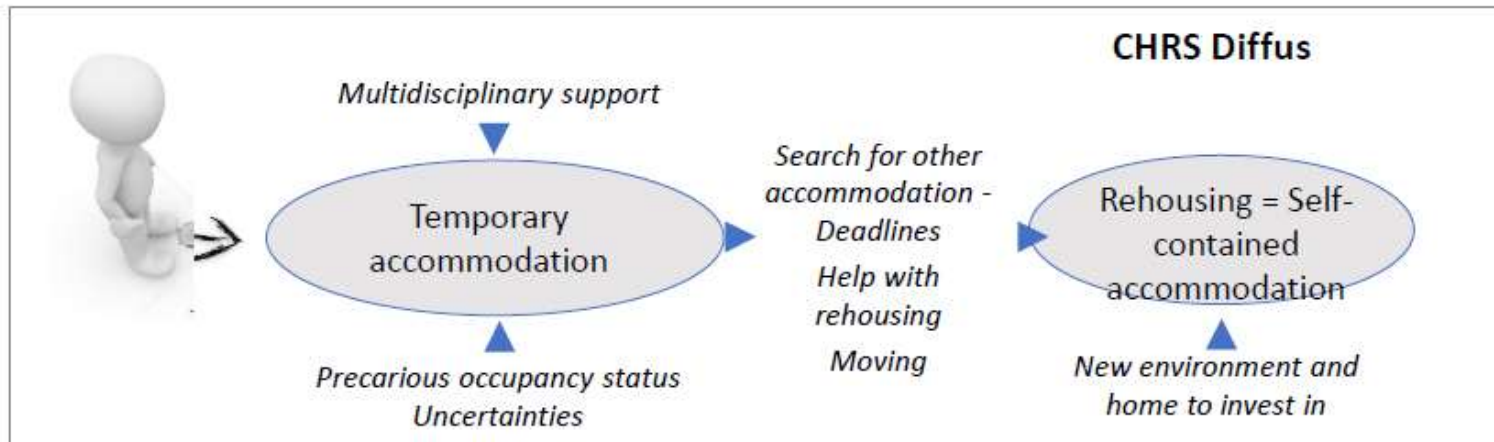 CHRS Diffus
Multidisciplinary support
Temporary
accommodation
Precarious occupancy status
Uncertainties
Search for other
accommodation -
Deadlines
Help with
rehousing
Moving
Rehousing = Self-
contained
accommodation
New environment and
home to invest in